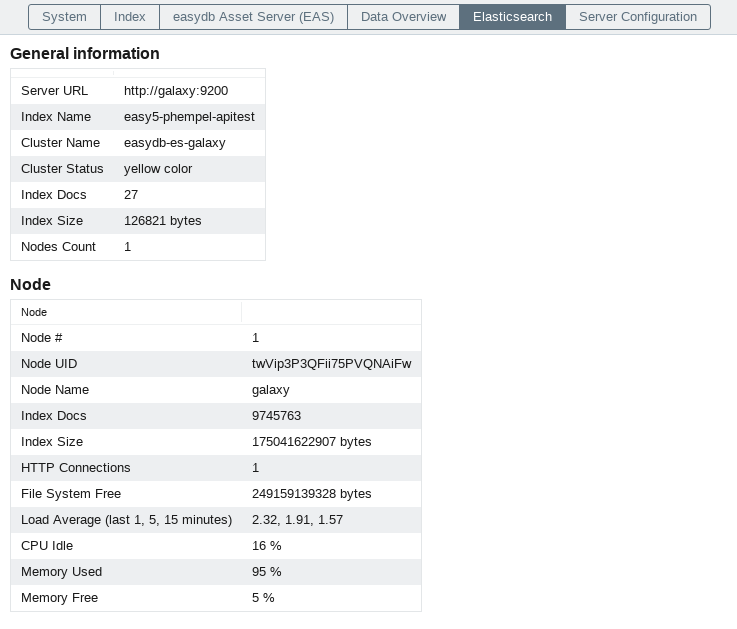 System Index easydb Asset Server (EAS) Data Overview Elasticsearch Server Configuration
General information
Server URL http://galaxy:9200
Index Name easy5-phempel-apitest
Cluster Name easydb-es-galaxy
Cluster Status yellow color
Index Docs 27
Index Size 126821 bytes
Nodes Count 1
Node
Node
Node # 1
Node UID twVip3P3QFii75PVQNAiFw
Node Name galaxy
Index Docs 9745763
Index Size 175041622907 bytes
HTTP Connections 1
File System Free 249159139328 bytes
Load Average (last 1, 5, 15 minutes) 2.32, 1.91, 1.57
CPU Idle 16 %
Memory Used 95 %
Memory Free 5 %